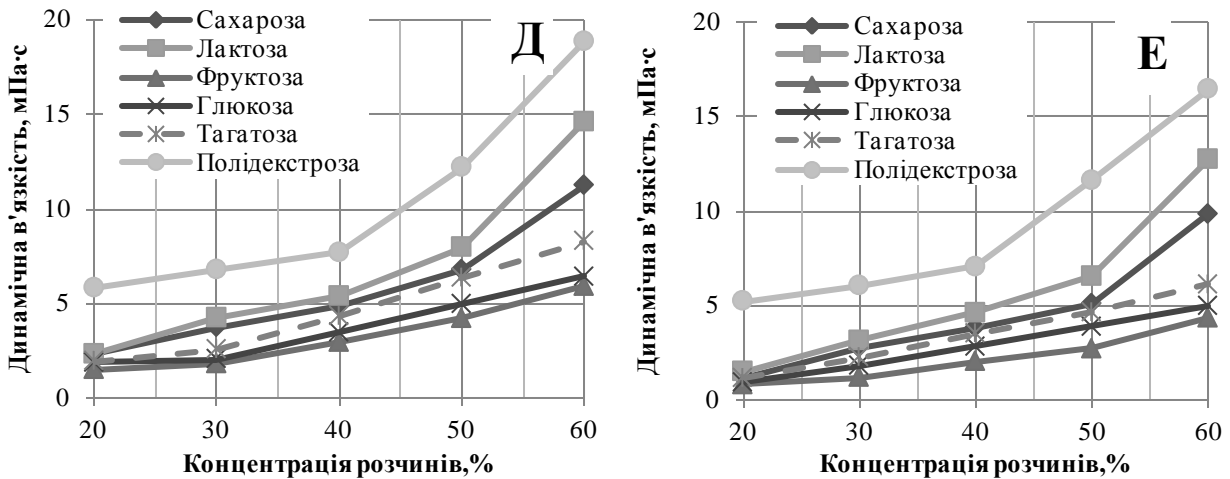 Динамічна в'язкість, мПа·с
20
15
10
5
0
Сахароза
Лактоза
Фруктоза
Глюкоза
Тагатоза
Полідекстроза
Д
20 30 40 50 60
Концентрація розчинів,%
Динамічна в'язкість, мПа·с
20
15
10
5
0
Сахароза
Лактоза
Фруктоза
Глюкоза
Тагатоза
Полідекстроза
Е
20 30 40 50 60
Концентрація розчинів,%